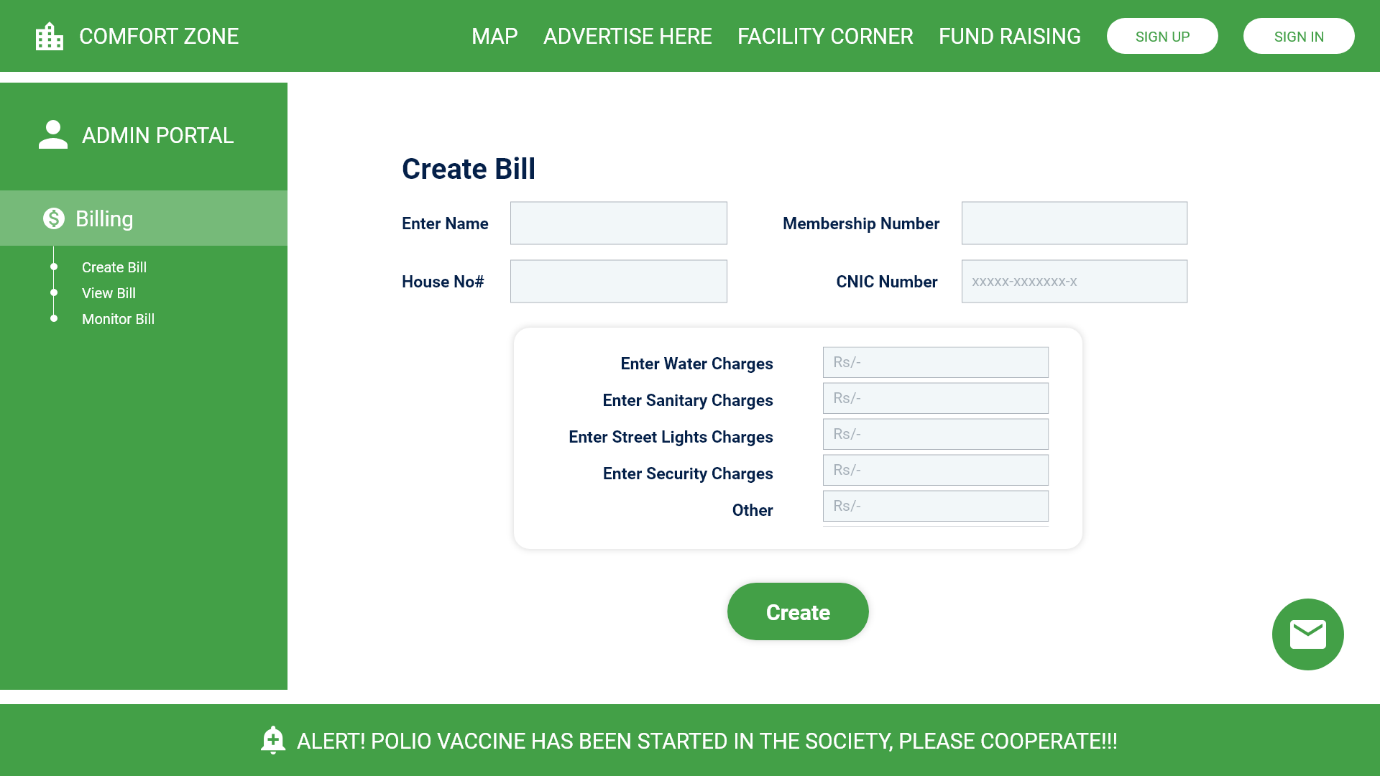 COMFORT ZONE MAP ADVERTISE HERE FACILITY CORNER FUND RAISING SIGN UP SIGN IN
ADMIN PORTAL
Billing
Create Bill
View Bill
Monitor Bill
Create Bill
Enter Name Membership Number
House No# CNIC Number xxxxx-xxxxxxx-x
Enter Water Charges Rs/-
Enter Sanitary Charges Rs/-
Enter Street Lights Charges Rs/-
Enter Security Charges Rs/-
Other Rs/-
Create
ALERT! POLIO VACCINE HAS BEEN STARTED IN THE SOCIETY, PLEASE COOPERATE!!!